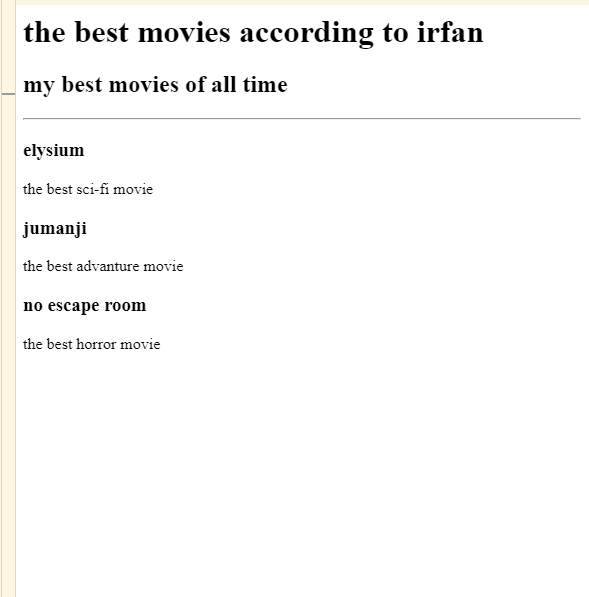 the best movies according to irfan
my best movies of all time
elysium
the best sci-fi movie
jumanji
the best advanture movie
no escape room
the best horror movie